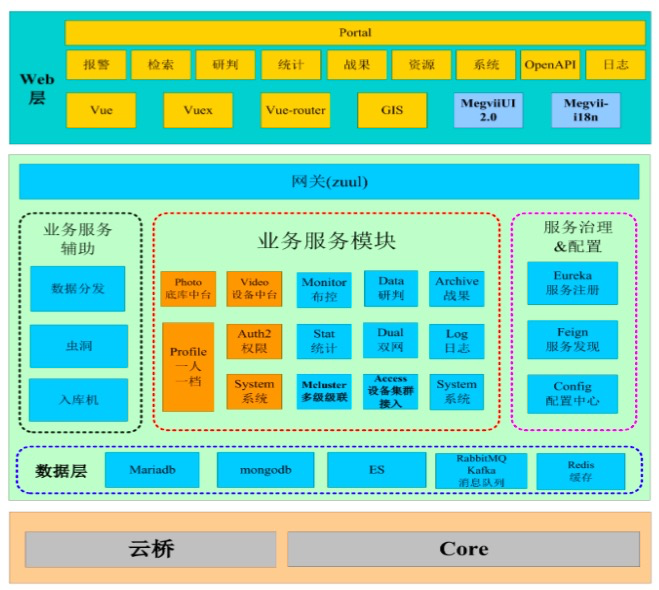 Portal
Web
层
报警 检索 研判 统计 战果 资源 系统 OpenAPI 日志
Vue Vuex Vue-router GIS MegviiUI
2.0 Megvii-
i18n
网关(zuul)
业务服务
辅助
数据分发
虫洞
入库机
业务服务模块
Photo
底库中台
Video
设备中台
Monitor
布控
Data
研判
Archive
战果
Profile
一人
一档
Auth2
权限
Stat
统计
Dual
双网
Log
日志
System
系统
Mcluster
多级级联
Access
设备集群
接入
System
系统
服务治理
&配置
Eureka
服务注册
Feign
服务发现
Config
配置中心
数据层
Mariadb
mongodb
ES
RabbitMQ
Kafka
消息队列
Redis
缓存
云桥
Core